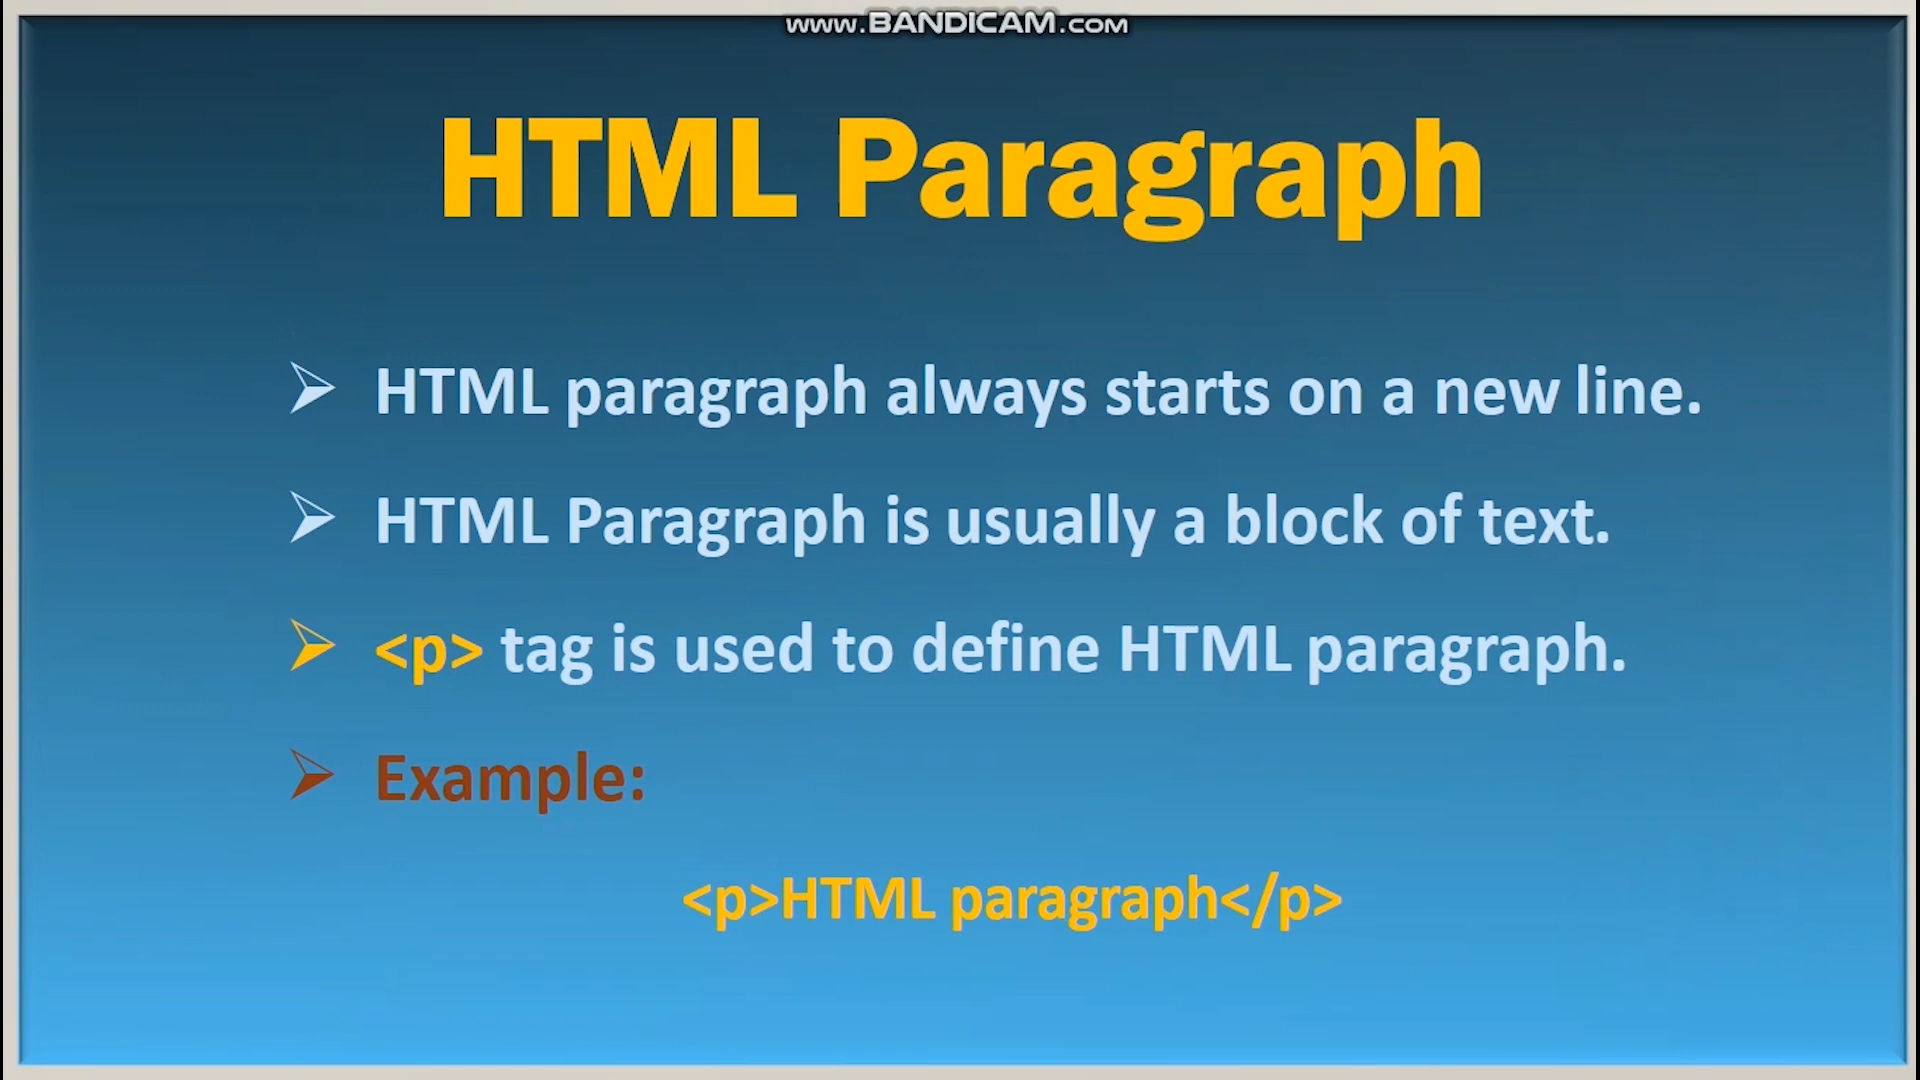 www.BANDICAM.com
HTML Paragraph
HTML paragraph always starts on a new line.
HTML Paragraph is usually a block of text.
<p> tag is used to define HTML paragraph.
Example:
<p>HTML paragraph</p>